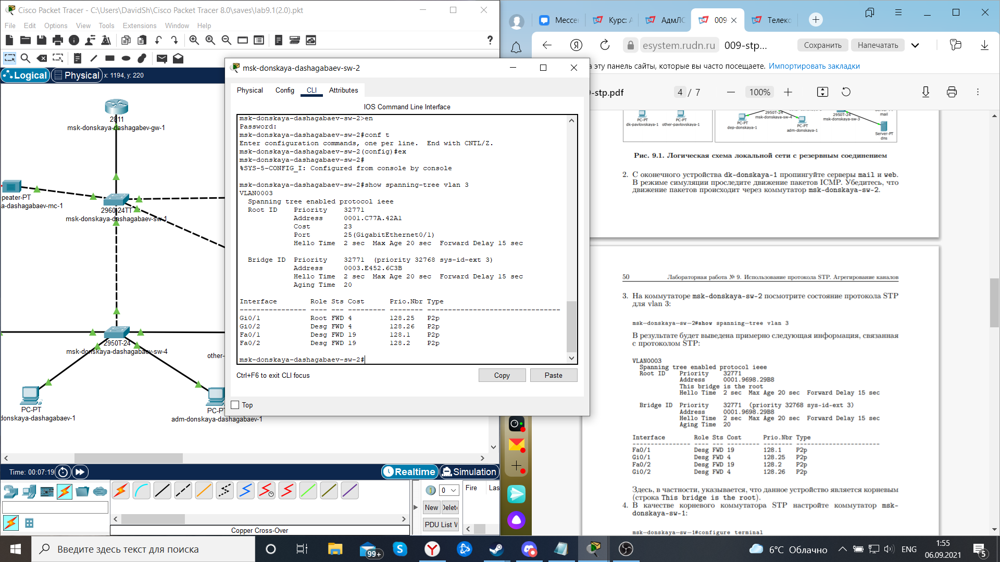 Cisco Packet Tracer - C:\Users\DavidSh\Cisco Packet Tracer 8.0\saves\lab9.1(2.0).pkt
File Edit Options View Tools Extensions Window Help
Logical Physical x: 1194, y: 220
2811
msk-donskaya-dashagabev-gw-1
peater-PT
a-dashagabaev-mc-1
2960-24TT
msk-donskaya-dashagabaev-sw-1
2950T-24
msk-donskaya-dashagabaev-sw-4
other-
PC-PT
donskaya-dashagabaev-1
PC-PT
adm-donskaya-dashagabaev-1
msk-donskaya-dashagabaev-sw-2
Physical Config CLI Attributes
IOS Command Line Interface
msk-donskaya-dashagabaev-sw-2>en
Password:
msk-donskaya-dashagabaev-sw-2#conf t
Enter configuration commands, one per line.  End with CNTL/Z.
msk-donskaya-dashagabaev-sw-2(config)#ex
msk-donskaya-dashagabaev-sw-2#
%SYS-5-CONFIG_I: Configured from console by console
msk-donskaya-dashagabaev-sw-2#show spanning-tree vlan 3
VLAN0003
Spanning tree enabled protocol ieee
Root ID    Priority    32771
Address     0001.C77A.42A1
Cost        23
Port        25(GigabitEthernet0/1)
Hello Time  2 sec  Max Age 20 sec  Forward Delay 15 sec
Bridge ID  Priority    32771  (priority 32768 sys-id-ext 3)
Address     0003.E452.6C3B
Hello Time  2 sec  Max Age 20 sec  Forward Delay 15 sec
Aging Time  20
Interface        Role Sts Cost      Prio.Nbr Type
---------------- ---- --- --------- -------- --------------------------------
Gi0/1            Root FWD 4         128.25   P2p
Gi0/2            Desg FWD 4         128.26   P2p
Fa0/1            Desg FWD 19        128.1    P2p
Fa0/2            Desg FWD 19        128.2    P2p
msk-donskaya-dashagabaev-sw-2#
Ctrl+F6 to exit CLI focus
Copy Paste
Top
Time: 00:07:19
Realtime Simulation
0
New
PDU List W
Fire Las
Copper Cross-Over
Мессен Курс: А АдмЛО 009 Телекс
esystem.rudn.ru 009-stp... Сохранить Напечатать
а эту панель сайты, которые вы часто посещаете. Импортировать закладки
9-stp.pdf 4 / 7 100%
PC-PT
dk-pavlovskaya-1
PC-PT
other-pavlovskaya-1
PC-PT
dep-donskaya-1
2950T-24
msk-donskaya-sw-4
PC-PT
adm-donskaya-1
2950T-24
msk-donskaya-sw-3
mail
Server-PT
dns
Рис. 9.1. Логическая схема локальной сети с резервным соединением
2. С оконечного устройства dk-donskaya-1 пропингуйте серверы mail и web.
В режиме симуляции проследите движение пакетов ICMP. Убедитесь, что
движение пакетов происходит через коммутатор msk-donskaya-sw-2.
50 Лабораторная работа № 9. Использование протокола STP. Агрегирование каналов
3. На коммутаторе msk-donskaya-sw-2 посмотрите состояние протокола STP
для vlan 3:
msk-donskaya-sw-2#show spanning-tree vlan 3
В результате будет выведена примерно следующая информация, связанная
с протоколом STP:
VLAN0003
Spanning tree enabled protocol ieee
Root ID    Priority    32771
Address     0001.9698.29B8
This bridge is the root
Hello Time  2 sec  Max Age 20 sec  Forward Delay 15 sec
Bridge ID  Priority    32771  (priority 32768 sys-id-ext 3)
Address     0001.9698.29B8
Hello Time  2 sec  Max Age 20 sec  Forward Delay 15 sec
Aging Time  20
Interface        Role Sts Cost      Prio.Nbr Type
---------------- ---- --- --------- -------- --------------------
Fa0/1            Desg FWD 19        128.1    P2p
Gi0/1            Desg FWD 4         128.25   P2p
Fa0/2            Desg FWD 19        128.2    P2p
Gi0/2            Desg FWD 4         128.26   P2p
Здесь, в частности, указывается, что данное устройство является корневым
(строка This bridge is the root).
4. В качестве корневого коммутатора STP настройте коммутатор msk-
donskaya-sw-1:
msk-donskaya-sw-1#configure terminal
Введите здесь текст для поиска
99+
6°C Облачно
ENG
1:55
06.09.2021
5